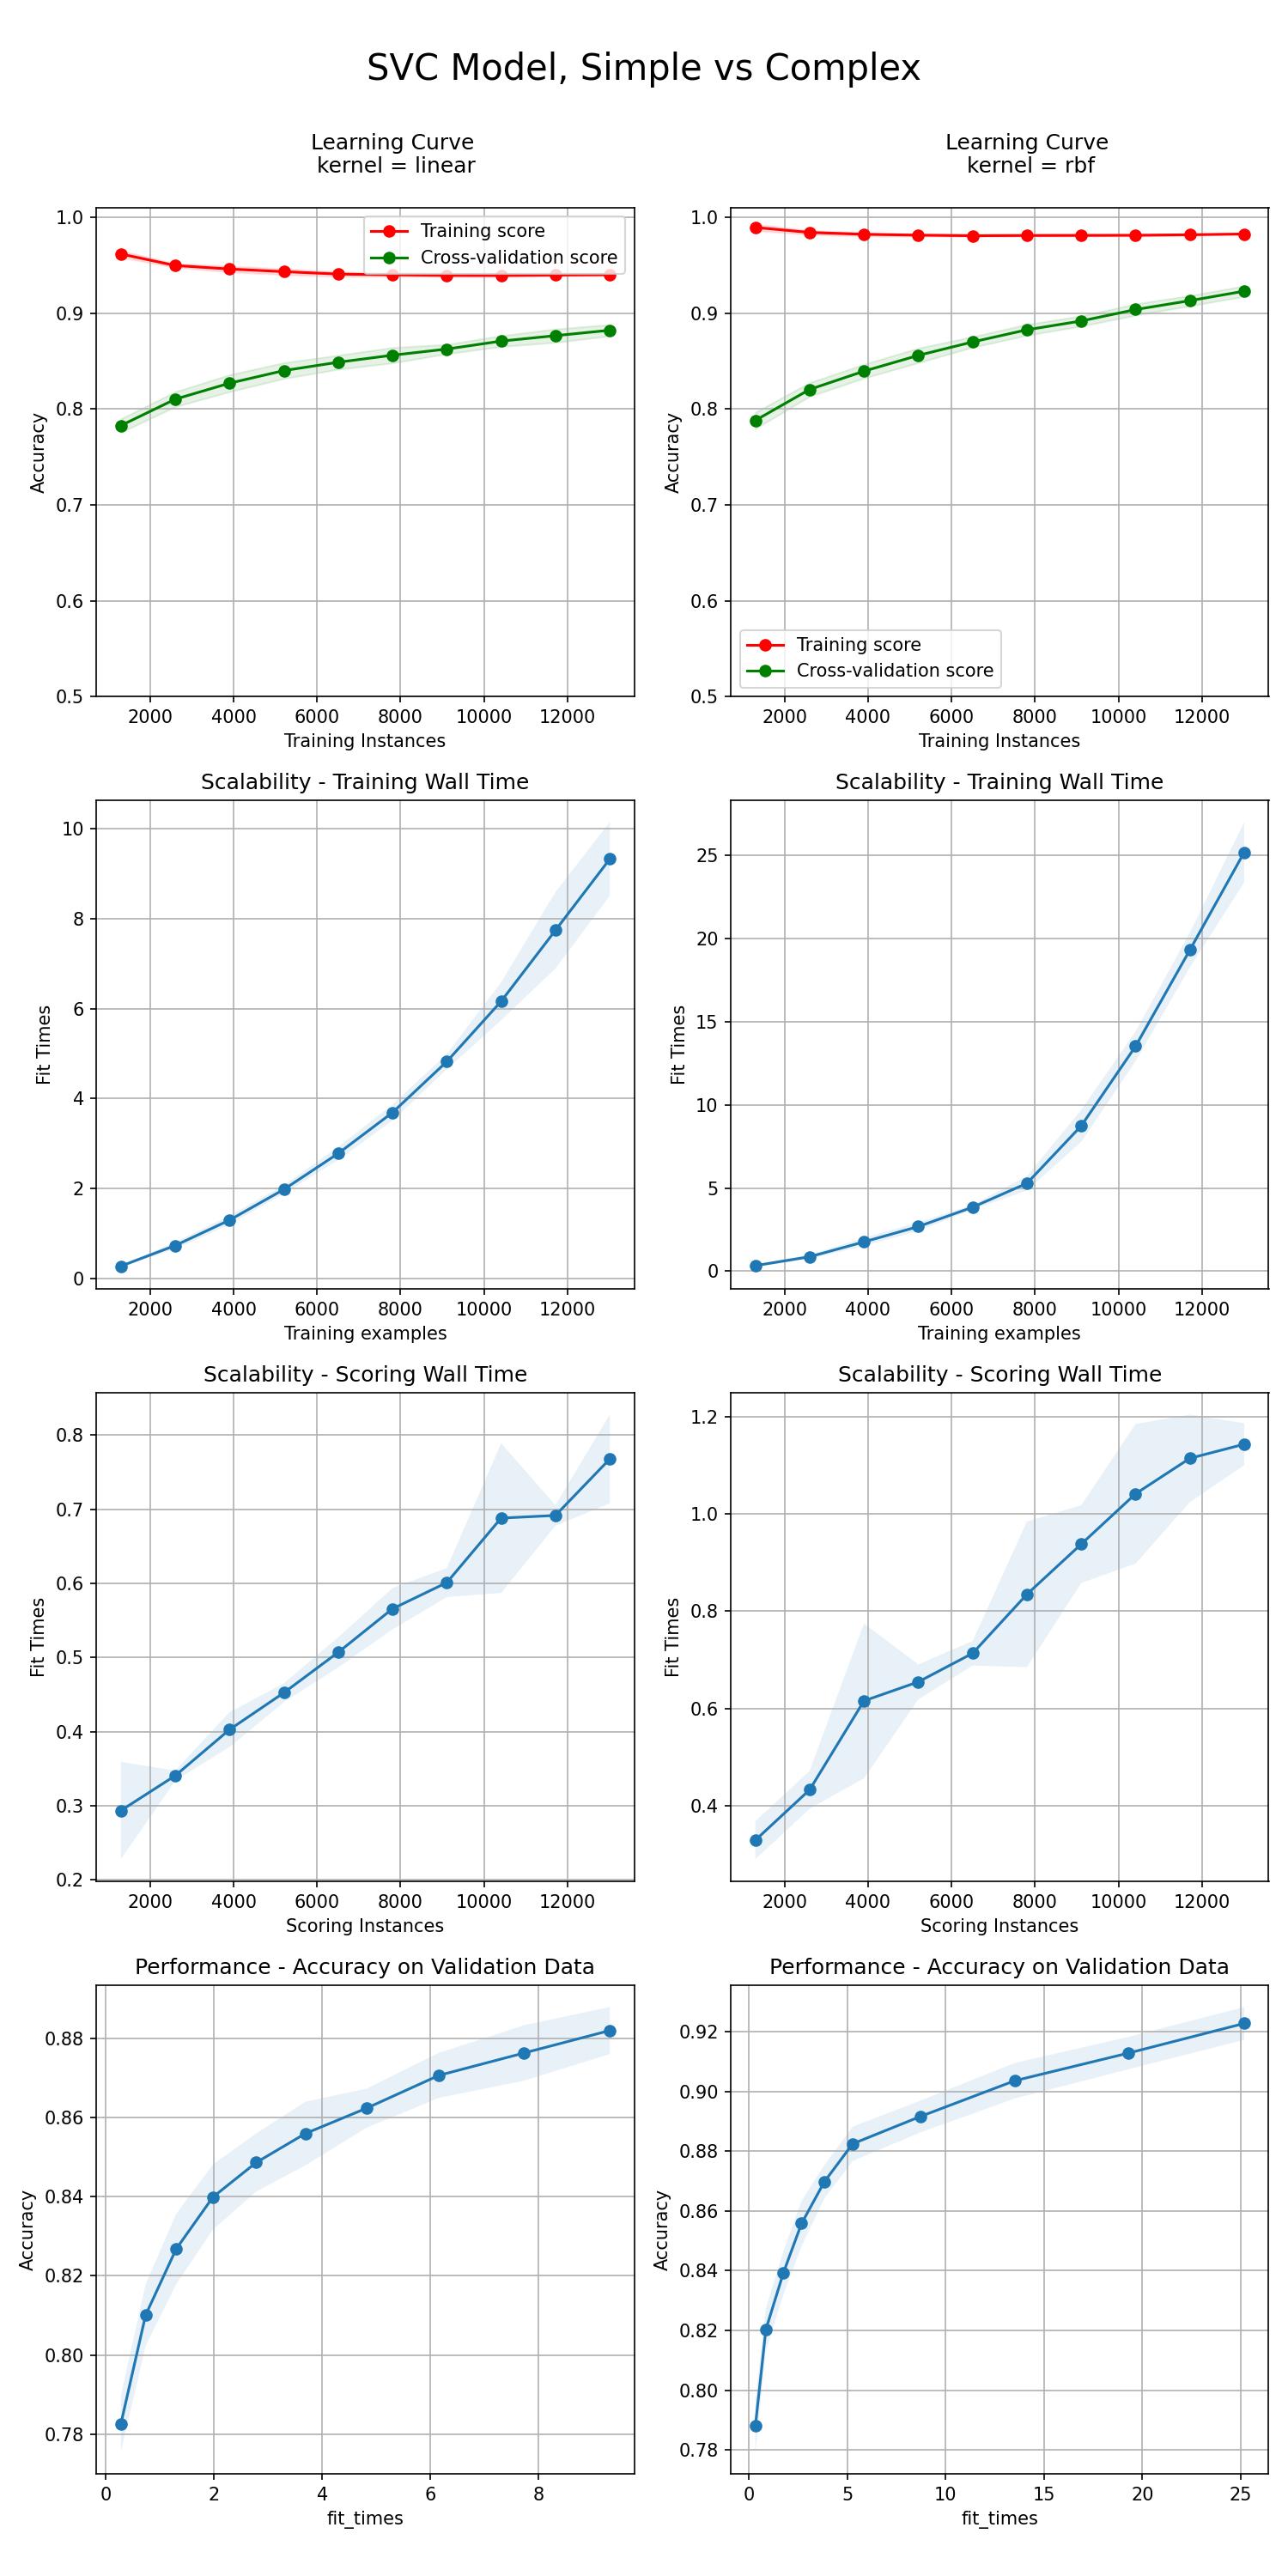 SVC Model, Simple vs Complex
Learning Curve
kernel = linear
1.0
0.9
0.8
0.7
0.6
0.5
Accuracy
Training score
Cross-validation score
2000 4000 6000 8000 10000 12000
Training Instances
Learning Curve
kernel = rbf
1.0
0.9
0.8
0.7
0.6
0.5
Accuracy
Training score
Cross-validation score
2000 4000 6000 8000 10000 12000
Training Instances
Scalability - Training Wall Time
10
8
6
4
2
0
Fit Times
2000 4000 6000 8000 10000 12000
Training examples
Scalability - Training Wall Time
25
20
15
10
5
0
Fit Times
2000 4000 6000 8000 10000 12000
Training examples
Scalability - Scoring Wall Time
0.8
0.7
0.6
0.5
0.4
0.3
0.2
Fit Times
2000 4000 6000 8000 10000 12000
Scoring Instances
Scalability - Scoring Wall Time
1.2
1.0
0.8
0.6
0.4
Fit Times
2000 4000 6000 8000 10000 12000
Scoring Instances
Performance - Accuracy on Validation Data
0.88
0.86
0.84
0.82
0.80
0.78
Accuracy
0 2 4 6 8
fit_times
Performance - Accuracy on Validation Data
0.92
0.90
0.88
0.86
0.84
0.82
0.80
0.78
Accuracy
0 5 10 15 20 25
fit_times